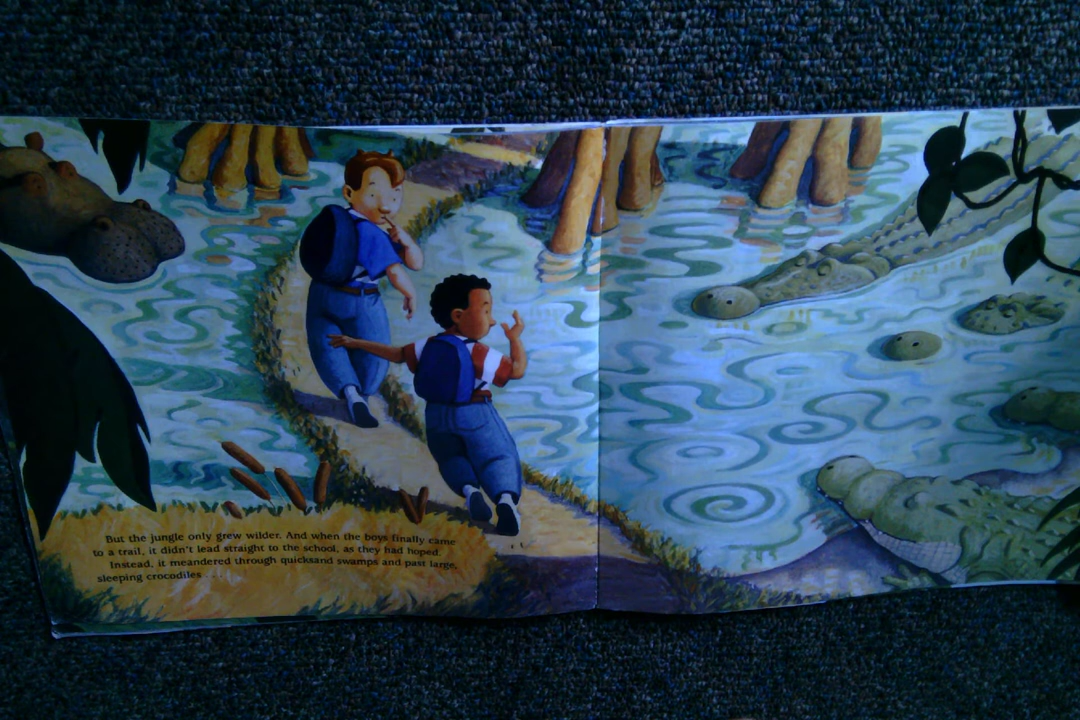 But the jungle only grew wilder. And when the boys finally came
to a trail, it didn't lead straight to the school, as they had hoped.
Instead, it meandered through quicksand swamps and past large,
sleeping crocodiles . . .